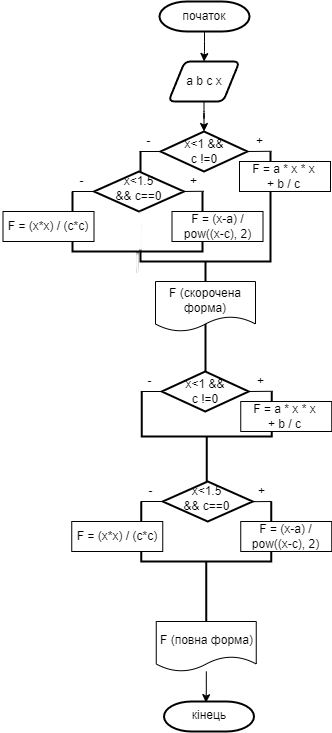 початок
a b c x
x<1 &&
c !=0
-
+
F = a * x * x
+ b / c
x<1.5
&& c==0
-
+
F = (x*x) / (c*c)
F = (x-a) /
pow((x-c), 2)
F (скорочена
форма)
x<1 &&
c !=0
-
+
F = a * x * x
+ b / c
x<1.5
&& c==0
-
+
F = (x*x) / (c*c)
F = (x-a) /
pow((x-c), 2)
F (повна форма)
кінець